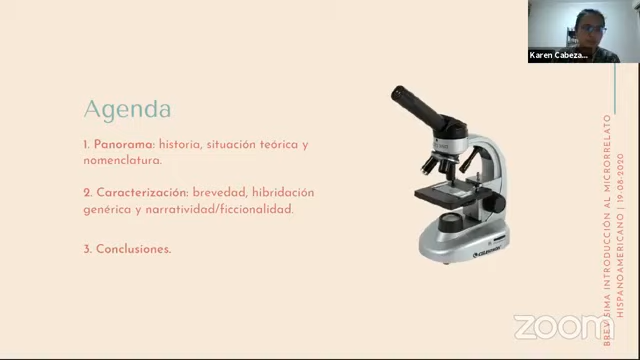 Karen Cabeza...
Agenda
1. Panorama: historia, situación teórica y
nomenclatura.
2. Caracterización: brevedad, hibridación
genérica y narratividad/ficcionalidad.
3. Conclusiones.
BREVÍSIMA INTRODUCCIÓN AL MICRORRELATO
HISPANOAMERICANO | 19-08-2020
CELESTRON
zoom